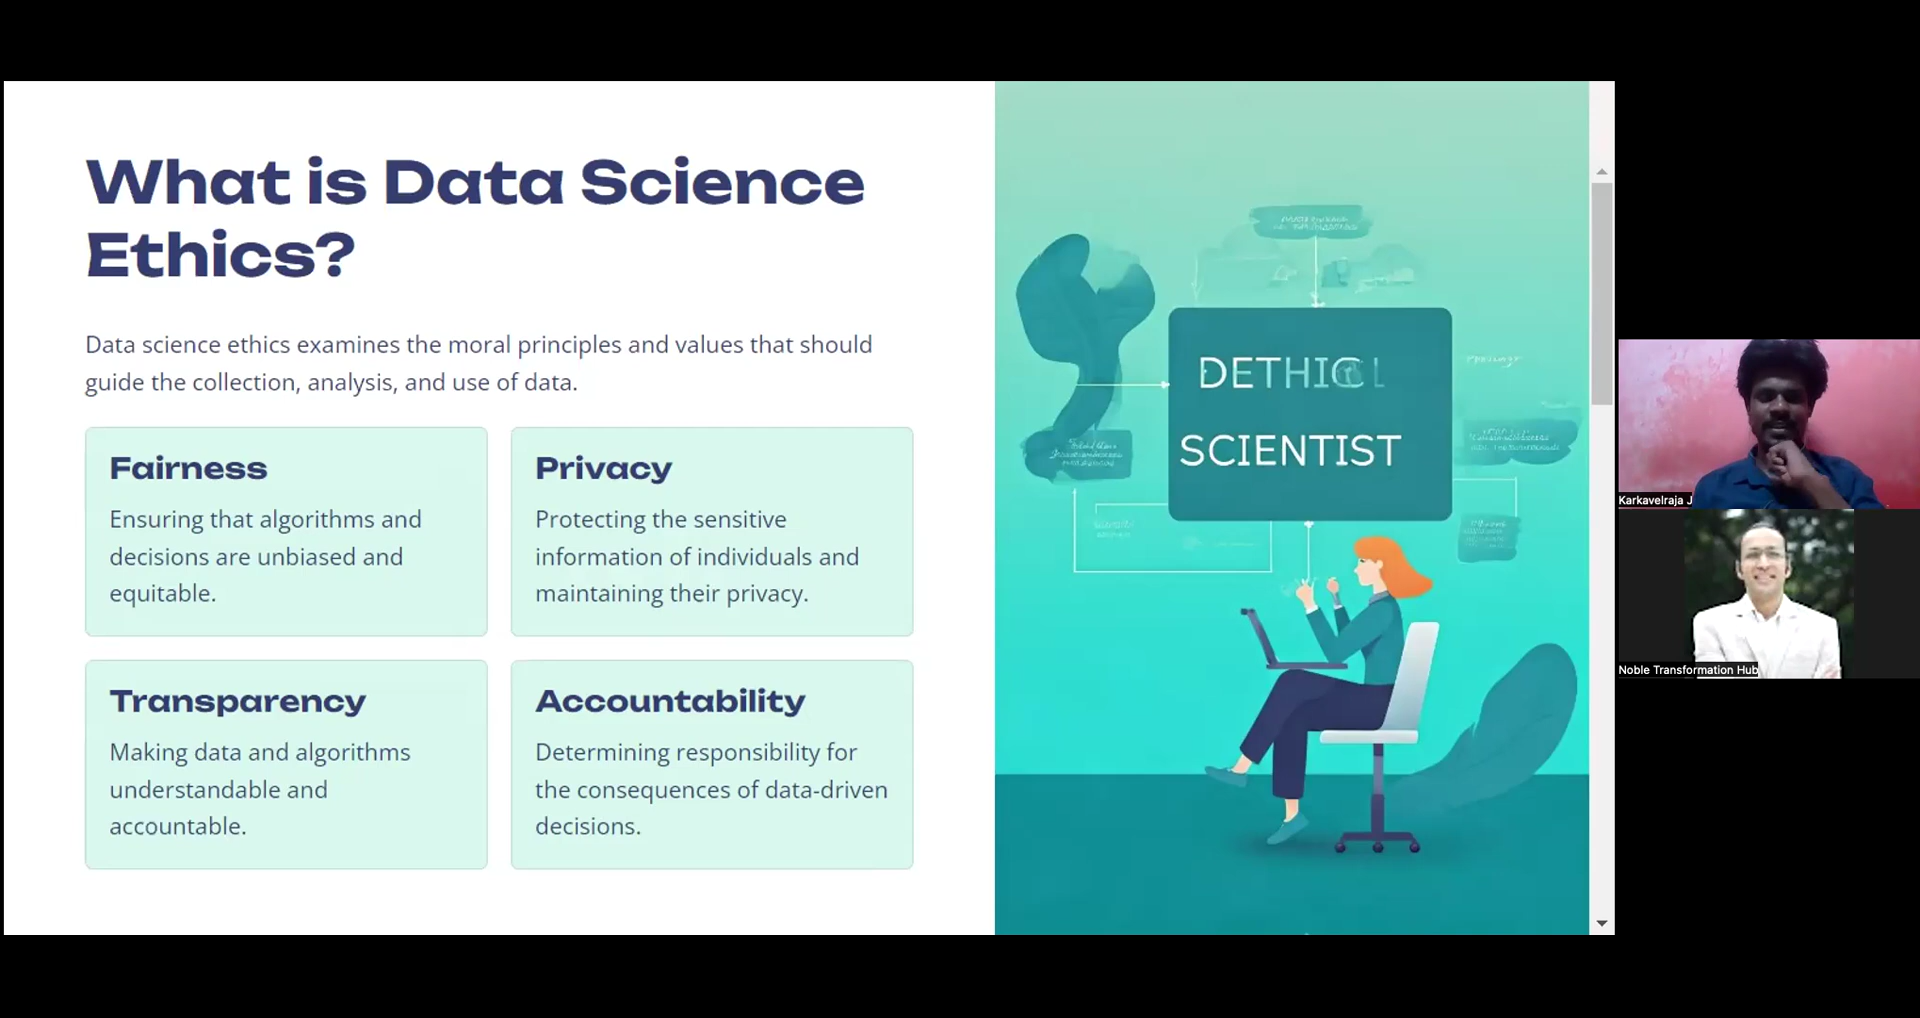 What is Data Science
Ethics?
Data science ethics examines the moral principles and values that should
guide the collection, analysis, and use of data.
Fairness
Ensuring that algorithms and
decisions are unbiased and
equitable.
Privacy
Protecting the sensitive
information of individuals and
maintaining their privacy.
Transparency
Making data and algorithms
understandable and
accountable.
Accountability
Determining responsibility for
the consequences of data-driven
decisions.
SCIENTIST
Karkavelraja J
Noble Transformation Hub